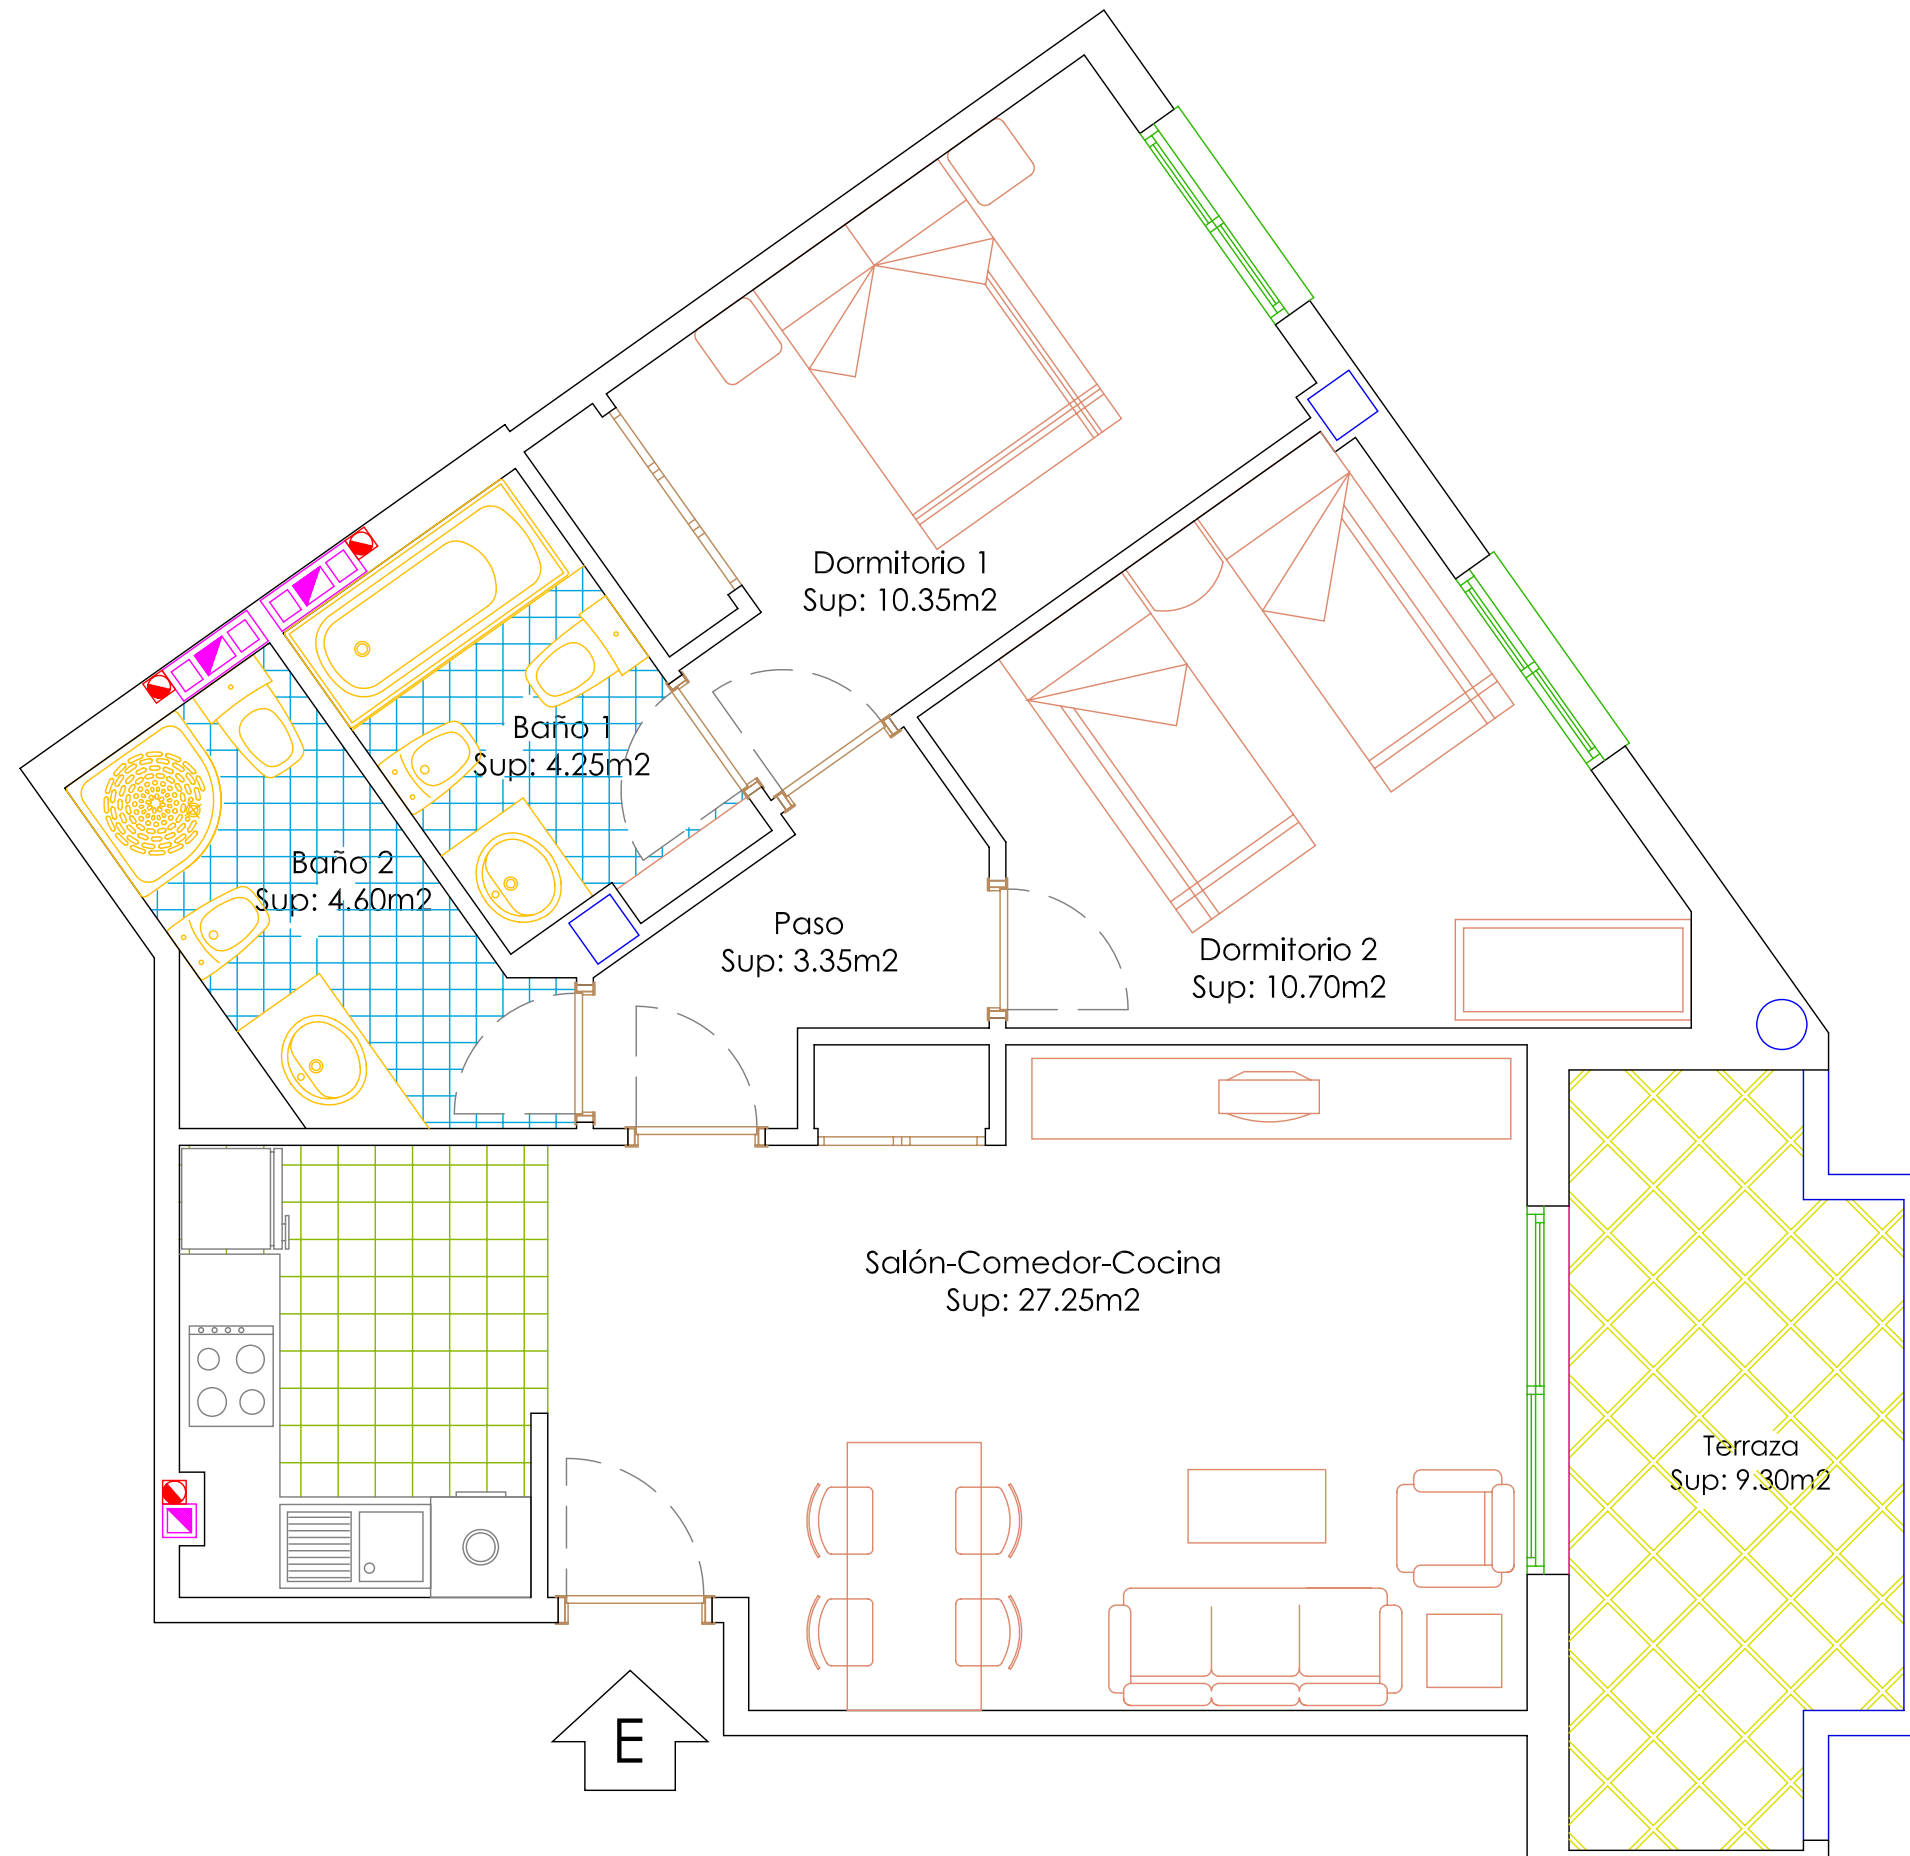 Dormitorio 1
Sup: 10.35m2
Baño 1
Sup: 4.25m2
Baño 2
Sup: 4.60m2
Paso
Sup: 3.35m2
Dormitorio 2
Sup: 10.70m2
Salón-Comedor-Cocina
Sup: 27.25m2
Terraza
Sup: 9.30m2
E